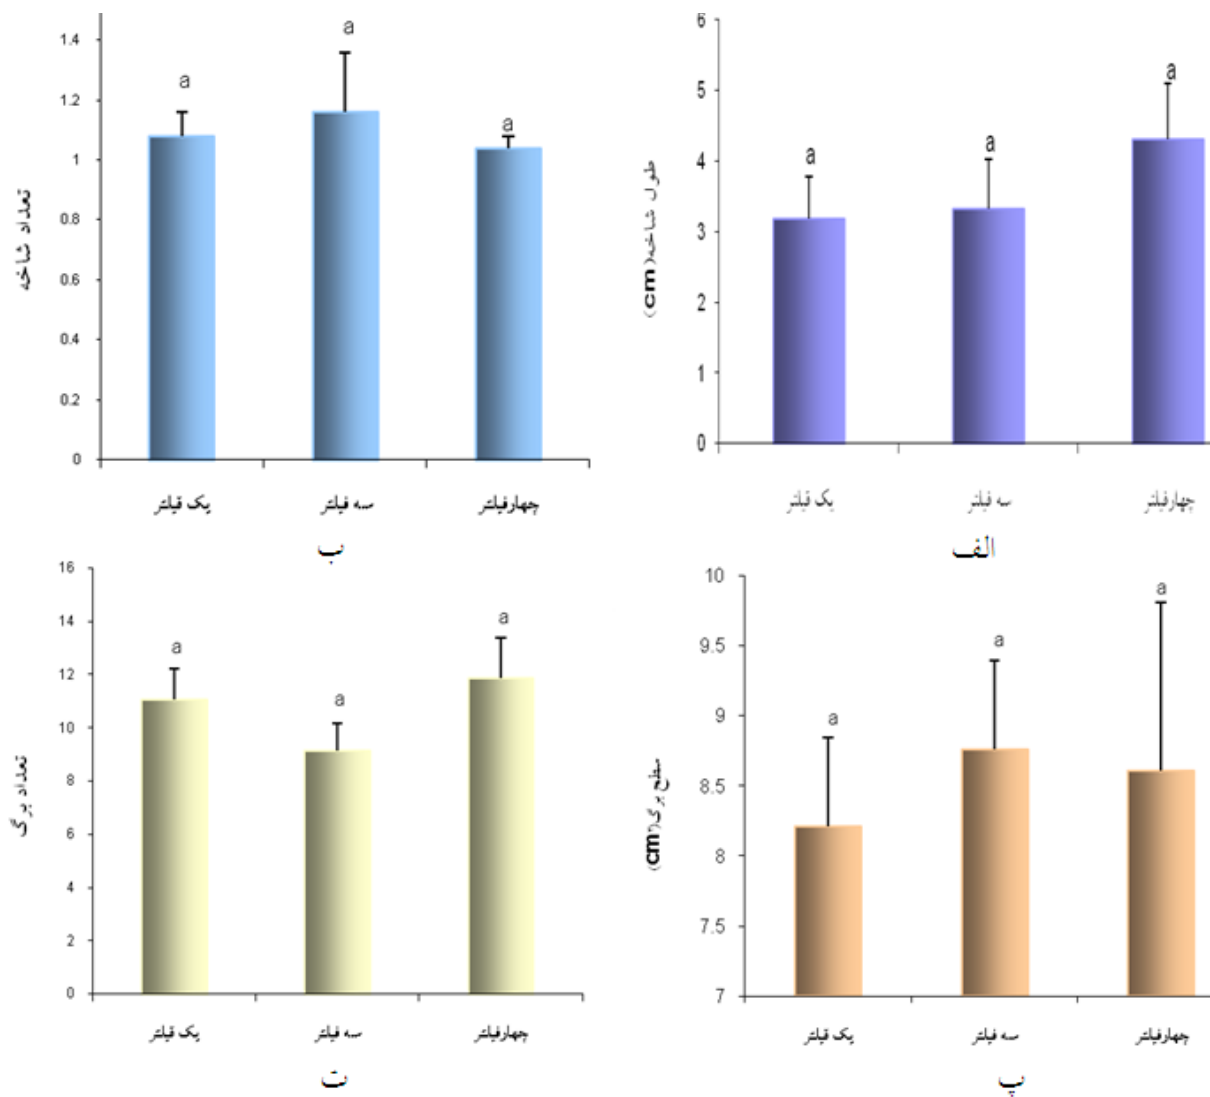 1.4
1.2
1
0.8
0.6
0.4
0.2
0
a
a
a
تعداد شاخه
یک فیلتر
سه فیلتر
چهارفیلتر
ب
6
5
4
3
2
1
0
a
a
a
طول شاخه(cm)
یک فیلتر
سه فیلتر
چهارفیلتر
الف
16
14
12
10
8
6
4
2
0
a
a
a
تعداد برگ
یک فیلتر
سه فیلتر
چهارفیلتر
ت
10
9.5
9
8.5
8
7.5
7
a
a
a
سطح برگ(cm²)
یک فیلتر
سه فیلتر
چهارفیلتر
پ